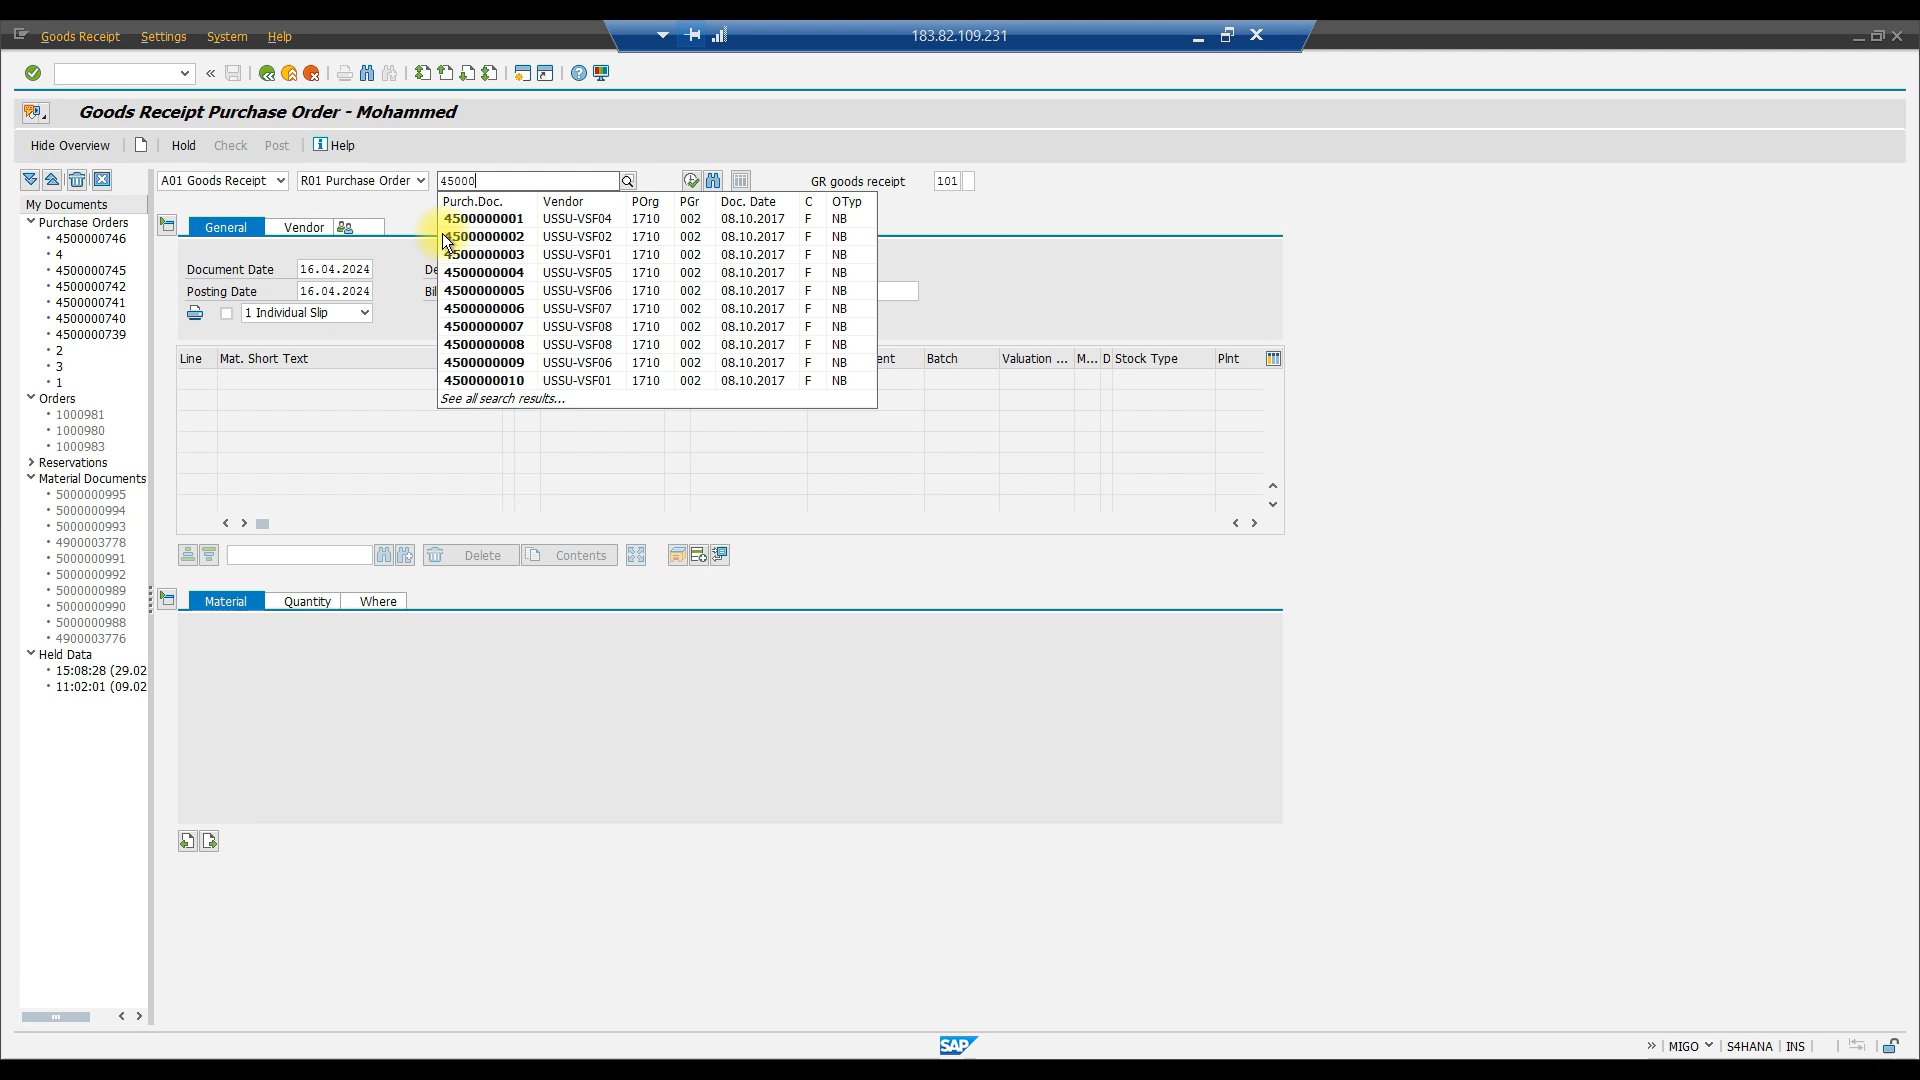 Goods Receipt Settings System Help
183.82.109.231
Goods Receipt Purchase Order - Mohammed
Hide Overview Hold Check Post Help
A01 Goods Receipt R01 Purchase Order 45000 GR goods receipt 101
My Documents
Purchase Orders
4500000746
4
4500000745
4500000742
4500000741
4500000740
4500000739
2
3
1
Orders
1000981
1000980
1000983
Reservations
Material Documents
5000000995
5000000994
5000000993
4900003778
5000000991
5000000992
5000000989
5000000990
5000000988
4900003776
Held Data
15:08:28 (29.02
11:02:01 (09.02
General Vendor
Document Date 16.04.2024 De
Posting Date 16.04.2024 Bil
1 Individual Slip
Purch.Doc. Vendor POrg PGr Doc. Date C OTyp
4500000001 USSU-VSF04 1710 002 08.10.2017 F NB
4500000002 USSU-VSF02 1710 002 08.10.2017 F NB
4500000003 USSU-VSF01 1710 002 08.10.2017 F NB
4500000004 USSU-VSF05 1710 002 08.10.2017 F NB
4500000005 USSU-VSF06 1710 002 08.10.2017 F NB
4500000006 USSU-VSF07 1710 002 08.10.2017 F NB
4500000007 USSU-VSF08 1710 002 08.10.2017 F NB
4500000008 USSU-VSF08 1710 002 08.10.2017 F NB
4500000009 USSU-VSF06 1710 002 08.10.2017 F NB
4500000010 USSU-VSF01 1710 002 08.10.2017 F NB
See all search results...
Line Mat. Short Text ent Batch Valuation ... M... D Stock Type Plnt
Delete Contents
Material Quantity Where
SAP
MIGO S4HANA INS